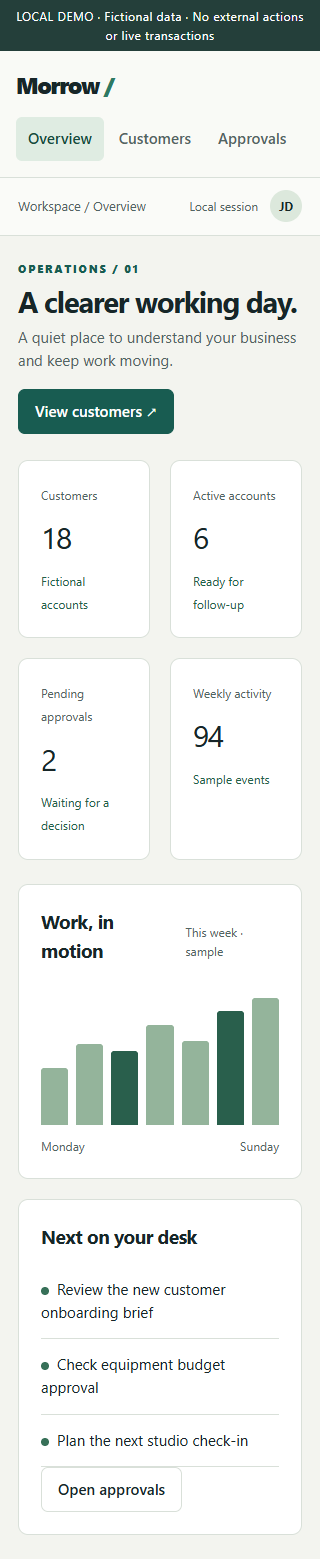 LOCAL DEMO · Fictional data · No external actions
or live transactions
Morrow /
Overview
Customers
Approvals
Workspace / Overview
Local session
JD
OPERATIONS / 01
A clearer working day.
A quiet place to understand your business
and keep work moving.
View customers ↗
Customers
18
Fictional
accounts
Active accounts
6
Ready for
follow-up
Pending
approvals
2
Waiting for a
decision
Weekly activity
94
Sample events
Work, in
motion
This week ·
sample
Monday
Sunday
Next on your desk
Review the new customer
onboarding brief
Check equipment budget
approval
Plan the next studio check-in
Open approvals